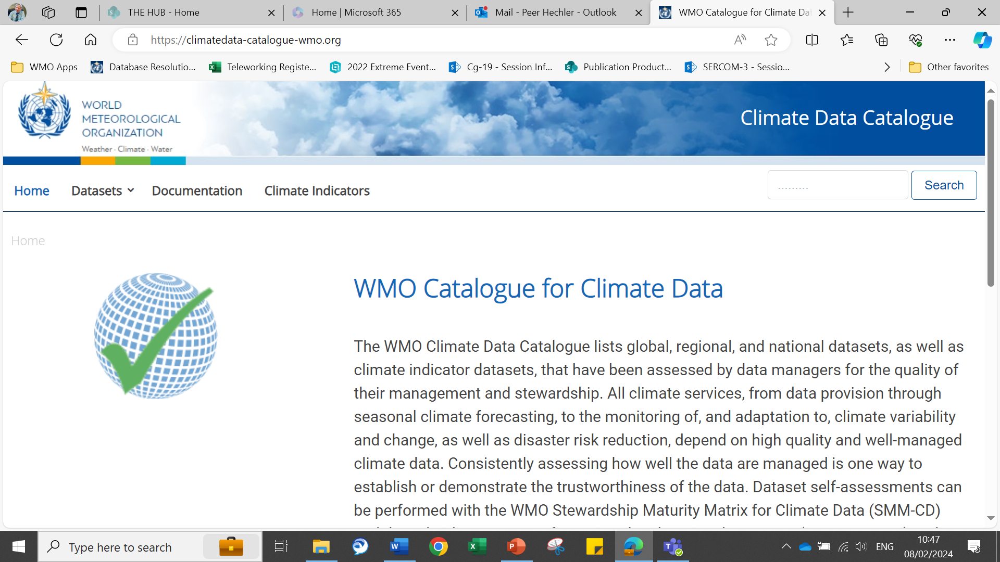 THE HUB - Home
Home | Microsoft 365
Mail - Peer Hechler - Outlook
WMO Catalogue for Climate Dat
https://climatedata-catalogue-wmo.org
WMO Apps
Database Resolutio...
Teleworking Registe...
2022 Extreme Event...
Cg-19 - Session Inf...
Publication Product...
SERCOM-3 - Sessio...
Other favorites
WORLD
METEOROLOGICAL
ORGANIZATION
Weather · Climate · Water
Climate Data Catalogue
Home
Datasets
Documentation
Climate Indicators
.........
Search
Home
WMO Catalogue for Climate Data
The WMO Climate Data Catalogue lists global, regional, and national datasets, as well as
climate indicator datasets, that have been assessed by data managers for the quality of
their management and stewardship. All climate services, from data provision through
seasonal climate forecasting, to the monitoring of, and adaptation to, climate variability
and change, as well as disaster risk reduction, depend on high quality and well-managed
climate data. Consistently assessing how well the data are managed is one way to
establish or demonstrate the trustworthiness of the data. Dataset self-assessments can
be performed with the WMO Stewardship Maturity Matrix for Climate Data (SMM-CD)
Type here to search
ENG
10:47
08/02/2024